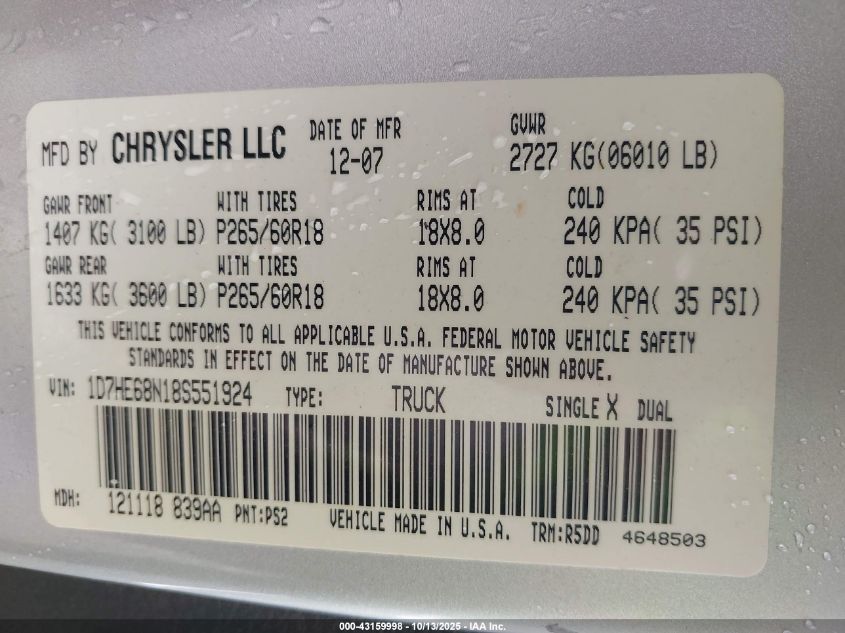 MFD BY CHRYSLER LLC DATE OF MFR 12-07 GVWR 2727 KG(06010 LB)
GAWR FRONT WITH TIRES RIMS AT COLD
1407 KG( 3100 LB) P265/60R18 18X8.0 240 KPA( 35 PSI)
GAWR REAR WITH TIRES RIMS AT COLD
1633 KG( 3600 LB) P265/60R18 18X8.0 240 KPA( 35 PSI)
THIS VEHICLE CONFORMS TO ALL APPLICABLE U.S.A. FEDERAL MOTOR VEHICLE SAFETY
STANDARDS IN EFFECT ON THE DATE OF MANUFACTURE SHOWN ABOVE.
VIN: 1D7HE68N18S551924 TYPE: TRUCK SINGLE X DUAL
MDH: 121118 839AA PNT:PS2 VEHICLE MADE IN U.S.A. TRM:R5DD 4648503
000-43159998 - 10/13/2025 - IAA Inc.